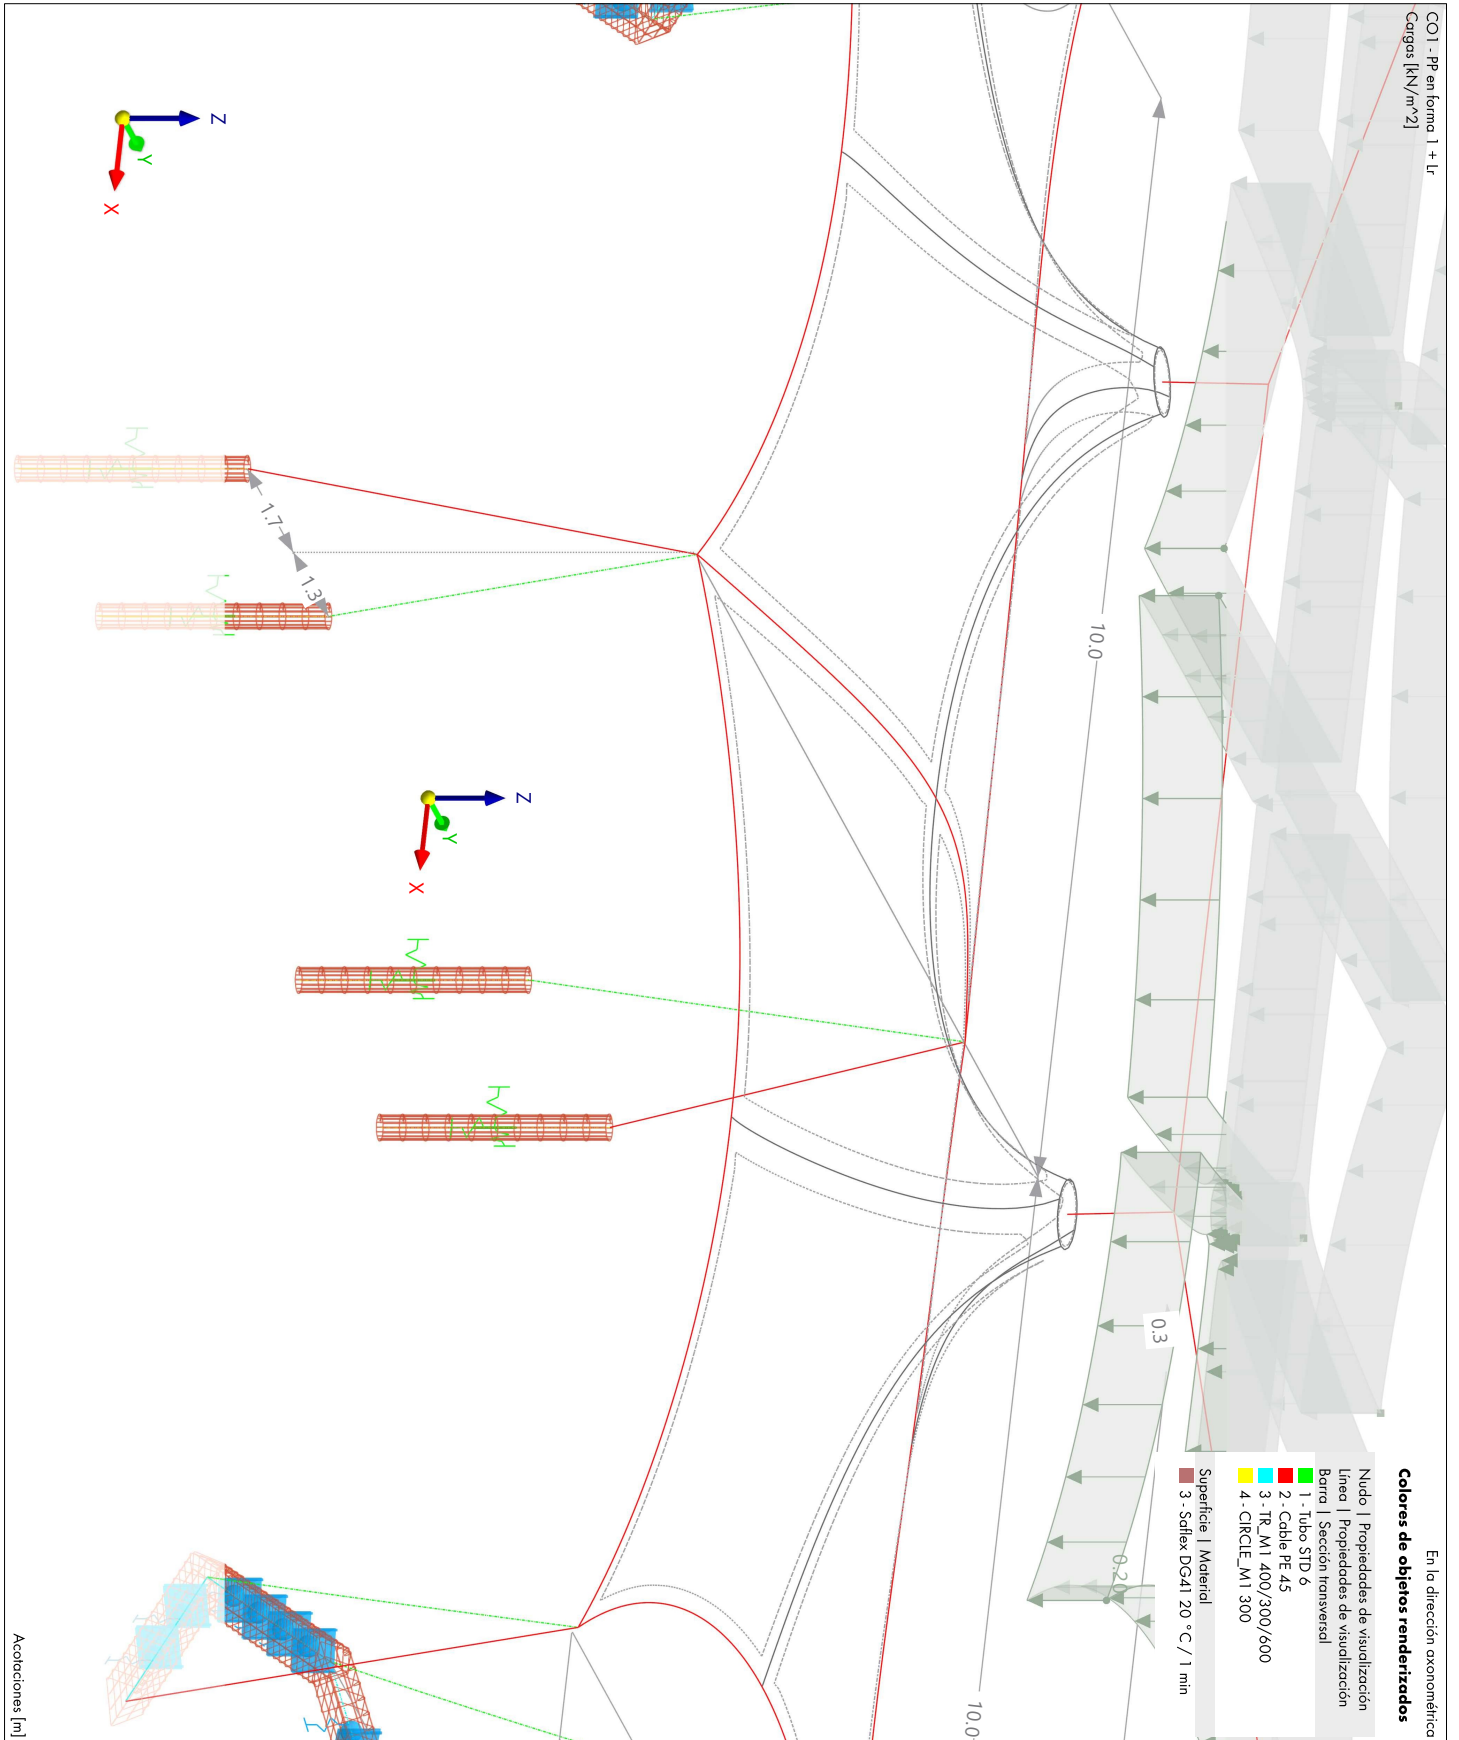 CO1 - PP en forma 1 + Lr
Cargas [kN/m^2]
En la dirección axonométrica
Colores de objetos renderizados
Nudo | Propiedades de visualización
Línea | Propiedades de visualización
Barra | Sección transversal
1 - Tubo STD 6
2 - Cable PE 45
3 - TR_M1 400/300/600
4 - CIRCLE_M1 300
Superficie | Material
3 - Saflex DG41 20 °C / 1 min
0.3
0.20
10.0
10.0
1.7
1.3
Z
Y
X
Z
Y
X
Acotaciones [m]